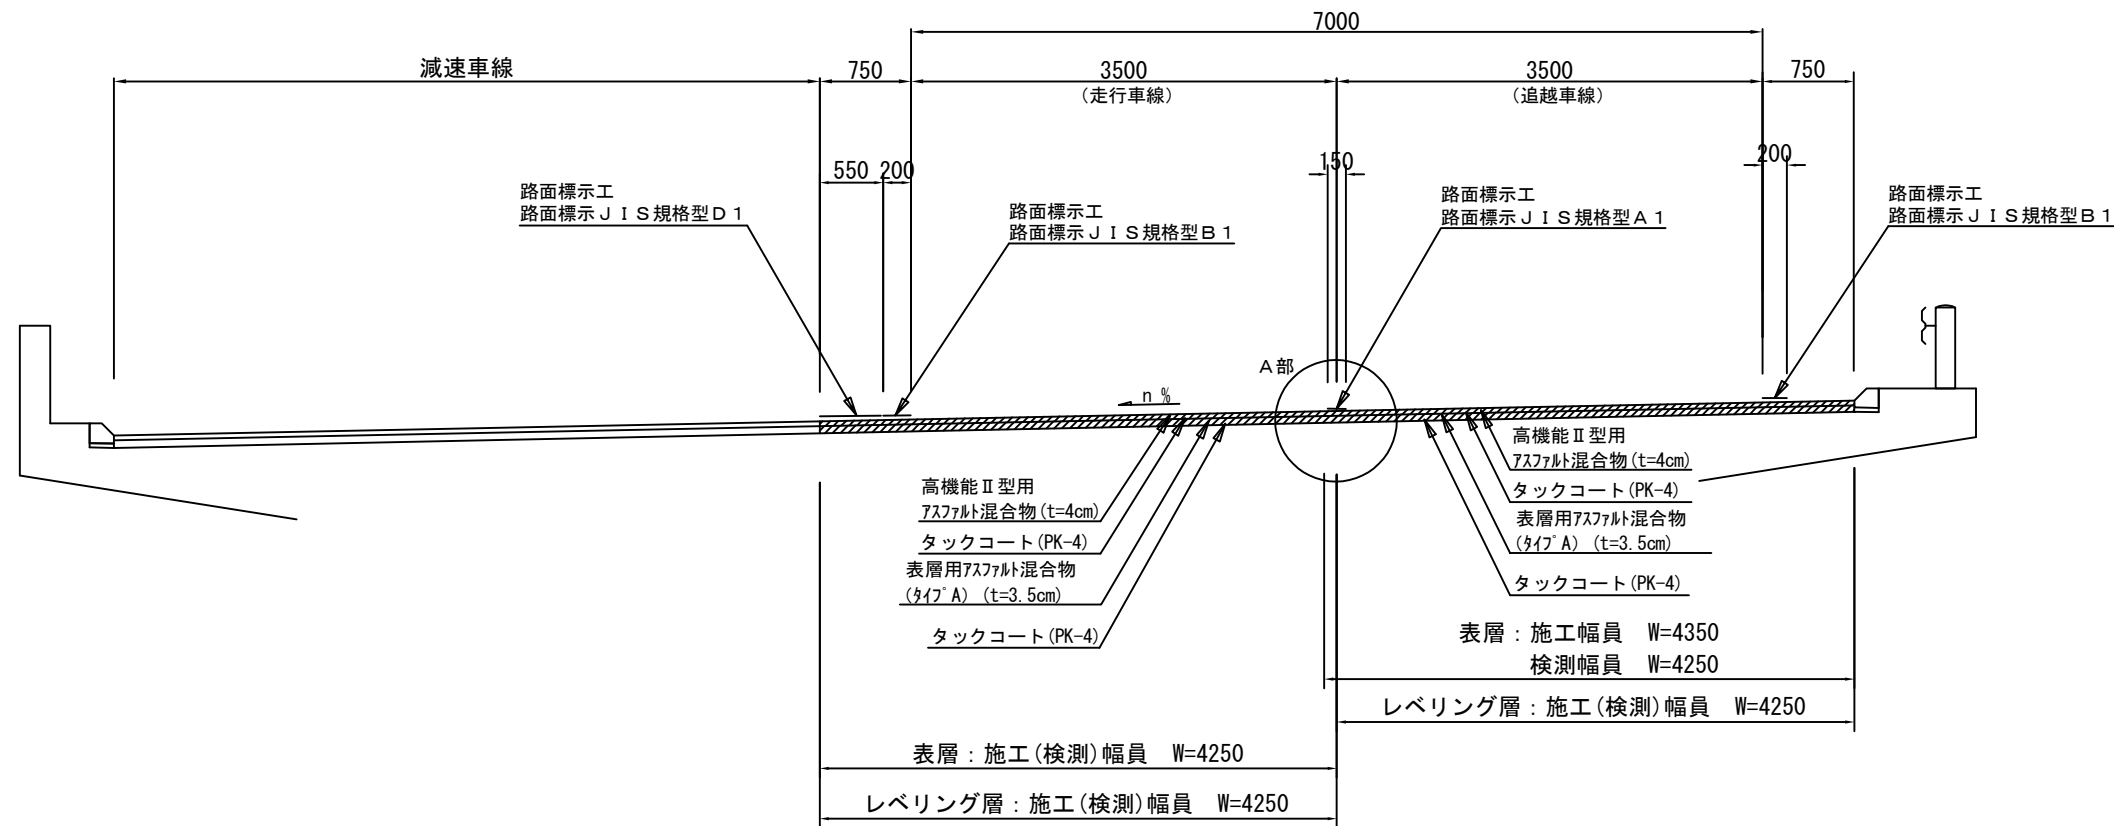 7000
減速車線
750
3500
(走行車線)
3500
(追越車線)
750
550
200
150
200
路面標示工
路面標示ＪＩＳ規格型Ｄ１
路面標示工
路面標示ＪＩＳ規格型Ｂ１
路面標示工
路面標示ＪＩＳ規格型Ａ１
路面標示工
路面標示ＪＩＳ規格型Ｂ１
Ａ部
n %
高機能Ⅱ型用
ｱｽﾌｧﾙﾄ混合物(t=4cm)
タックコート(PK-4)
表層用ｱｽﾌｧﾙﾄ混合物
(ﾀｲﾌﾟA) (t=3.5cm)
タックコート(PK-4)
高機能Ⅱ型用
ｱｽﾌｧﾙﾄ混合物(t=4cm)
タックコート(PK-4)
表層用ｱｽﾌｧﾙﾄ混合物
(ﾀｲﾌﾟA) (t=3.5cm)
タックコート(PK-4)
表層：施工幅員　W=4350
検測幅員　W=4250
レベリング層：施工(検測)幅員　W=4250
表層：施工(検測)幅員　W=4250
レベリング層：施工(検測)幅員　W=4250